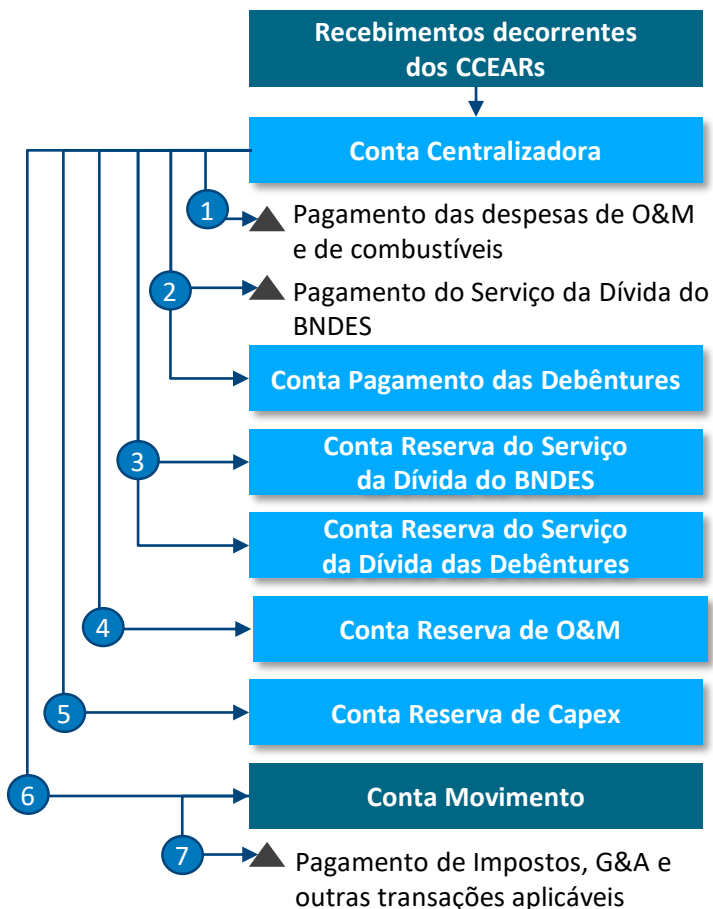 Recebimentos decorrentes
dos CCEARs
Conta Centralizadora
1
Pagamento das despesas de O&M
e de combustíveis
2
Pagamento do Serviço da Dívida do
BNDES
Conta Pagamento das Debêntures
3
Conta Reserva do Serviço
da Dívida do BNDES
Conta Reserva do Serviço
da Dívida das Debêntures
4
Conta Reserva de O&M
5
Conta Reserva de Capex
6
Conta Movimento
7
Pagamento de Impostos, G&A e
outras transações aplicáveis